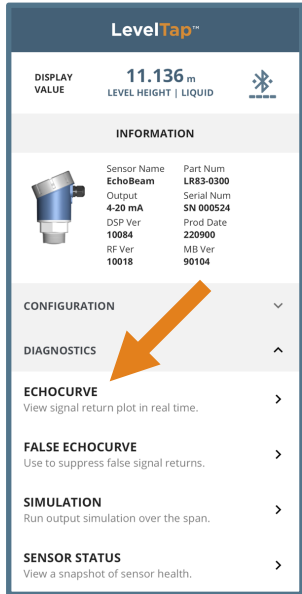 LevelTap™
DISPLAY VALUE
11.136 m
LEVEL HEIGHT | LIQUID
INFORMATION
Sensor Name Part Num
EchoBeam LR83-0300
Output Serial Num
4-20 mA SN 000524
DSP Ver Prod Date
10084 220900
RF Ver MB Ver
10018 90104
CONFIGURATION
DIAGNOSTICS
ECHOCURVE
View signal return plot in real time.
FALSE ECHOCURVE
Use to suppress false signal returns.
SIMULATION
Run output simulation over the span.
SENSOR STATUS
View a snapshot of sensor health.